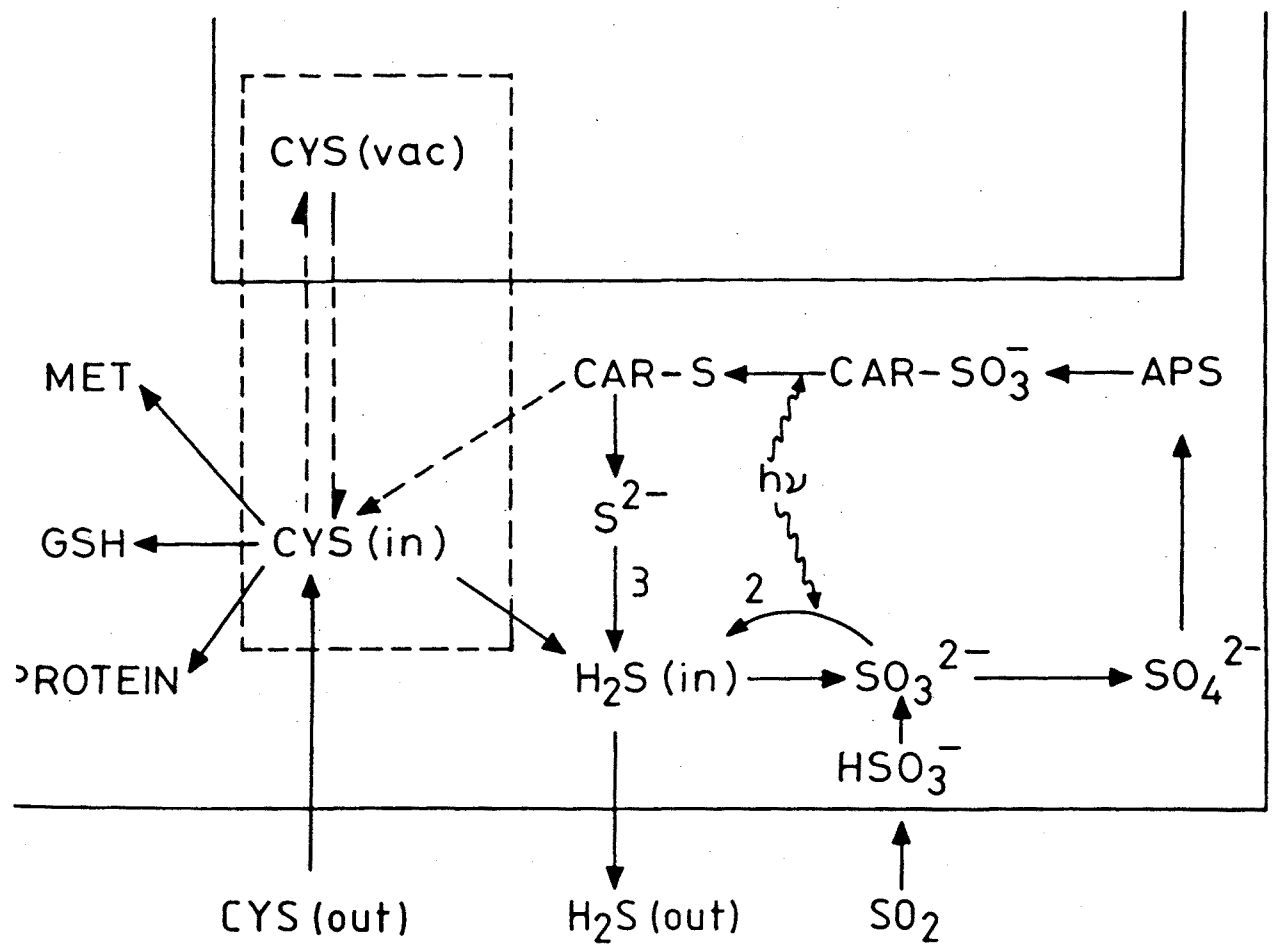 CYS (vac)
MET
CAR-S
CAR-SO₃⁻
APS
hν
S²⁻
GSH
CYS (in)
3
2
PROTEIN
H₂S (in)
SO₃²⁻
SO₄²⁻
HSO₃⁻
CYS (out)
H₂S (out)
SO₂